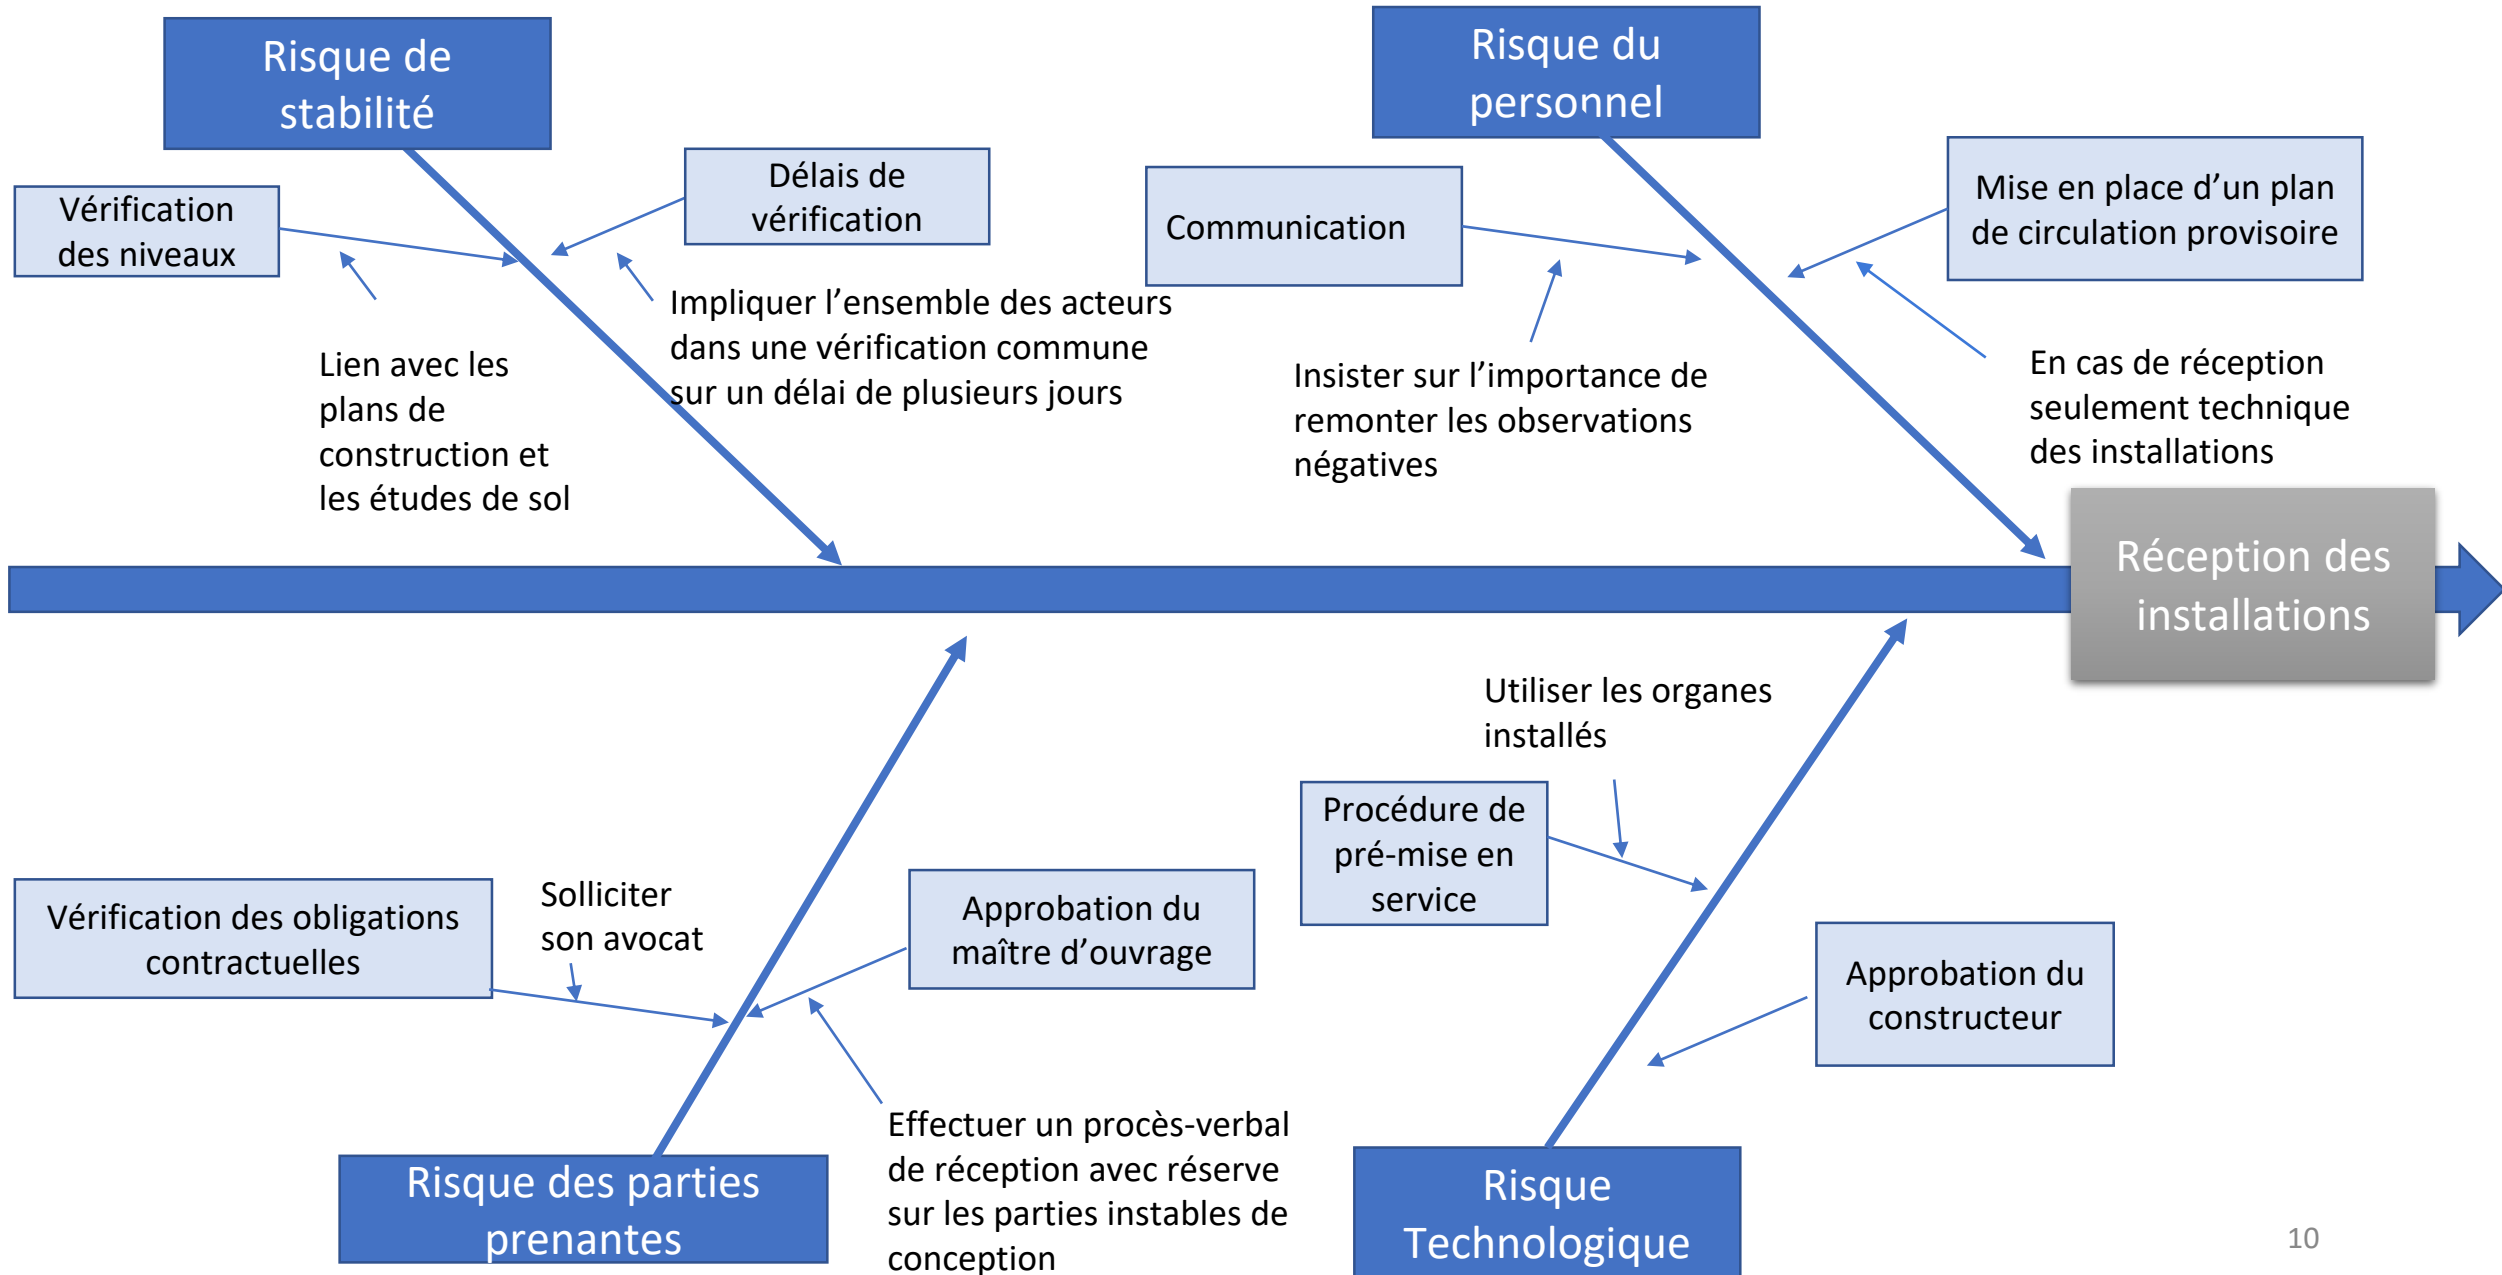 Risque de
stabilité
Risque du
personnel
Vérification
des niveaux
Délais de
vérification
Communication
Mise en place d’un plan
de circulation provisoire
Lien avec les
plans de
construction et
les études de sol
Impliquer l’ensemble des acteurs
dans une vérification commune
sur un délai de plusieurs jours
Insister sur l’importance de
remonter les observations
négatives
En cas de réception
seulement technique
des installations
Réception des
installations
Utiliser les organes
installés
Procédure de
pré-mise en
service
Vérification des obligations
contractuelles
Solliciter
son avocat
Approbation du
maître d’ouvrage
Approbation du
constructeur
Effectuer un procès-verbal
de réception avec réserve
sur les parties instables de
conception
Risque des parties
prenantes
Risque
Technologique
10